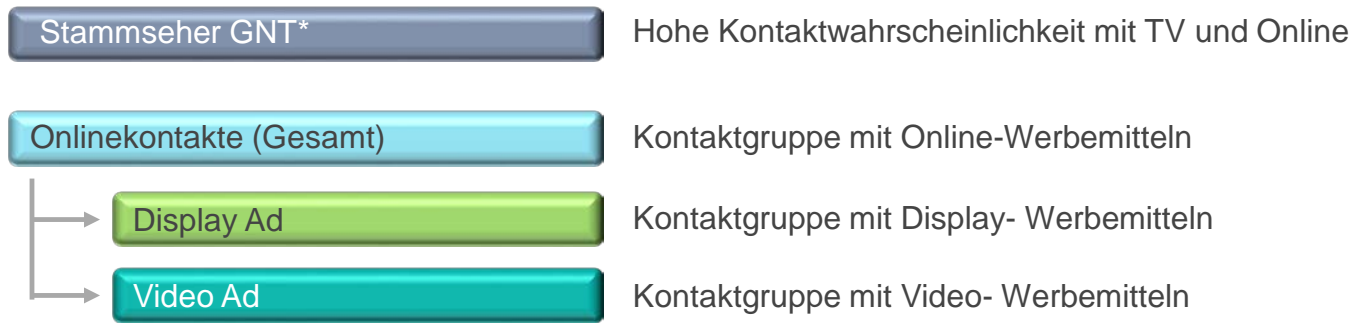 Stammseher GNT* Hohe Kontaktwahrscheinlichkeit mit TV und Online
Onlinekontakte (Gesamt) Kontaktgruppe mit Online-Werbemitteln
Display Ad Kontaktgruppe mit Display- Werbemitteln
Video Ad Kontaktgruppe mit Video- Werbemitteln